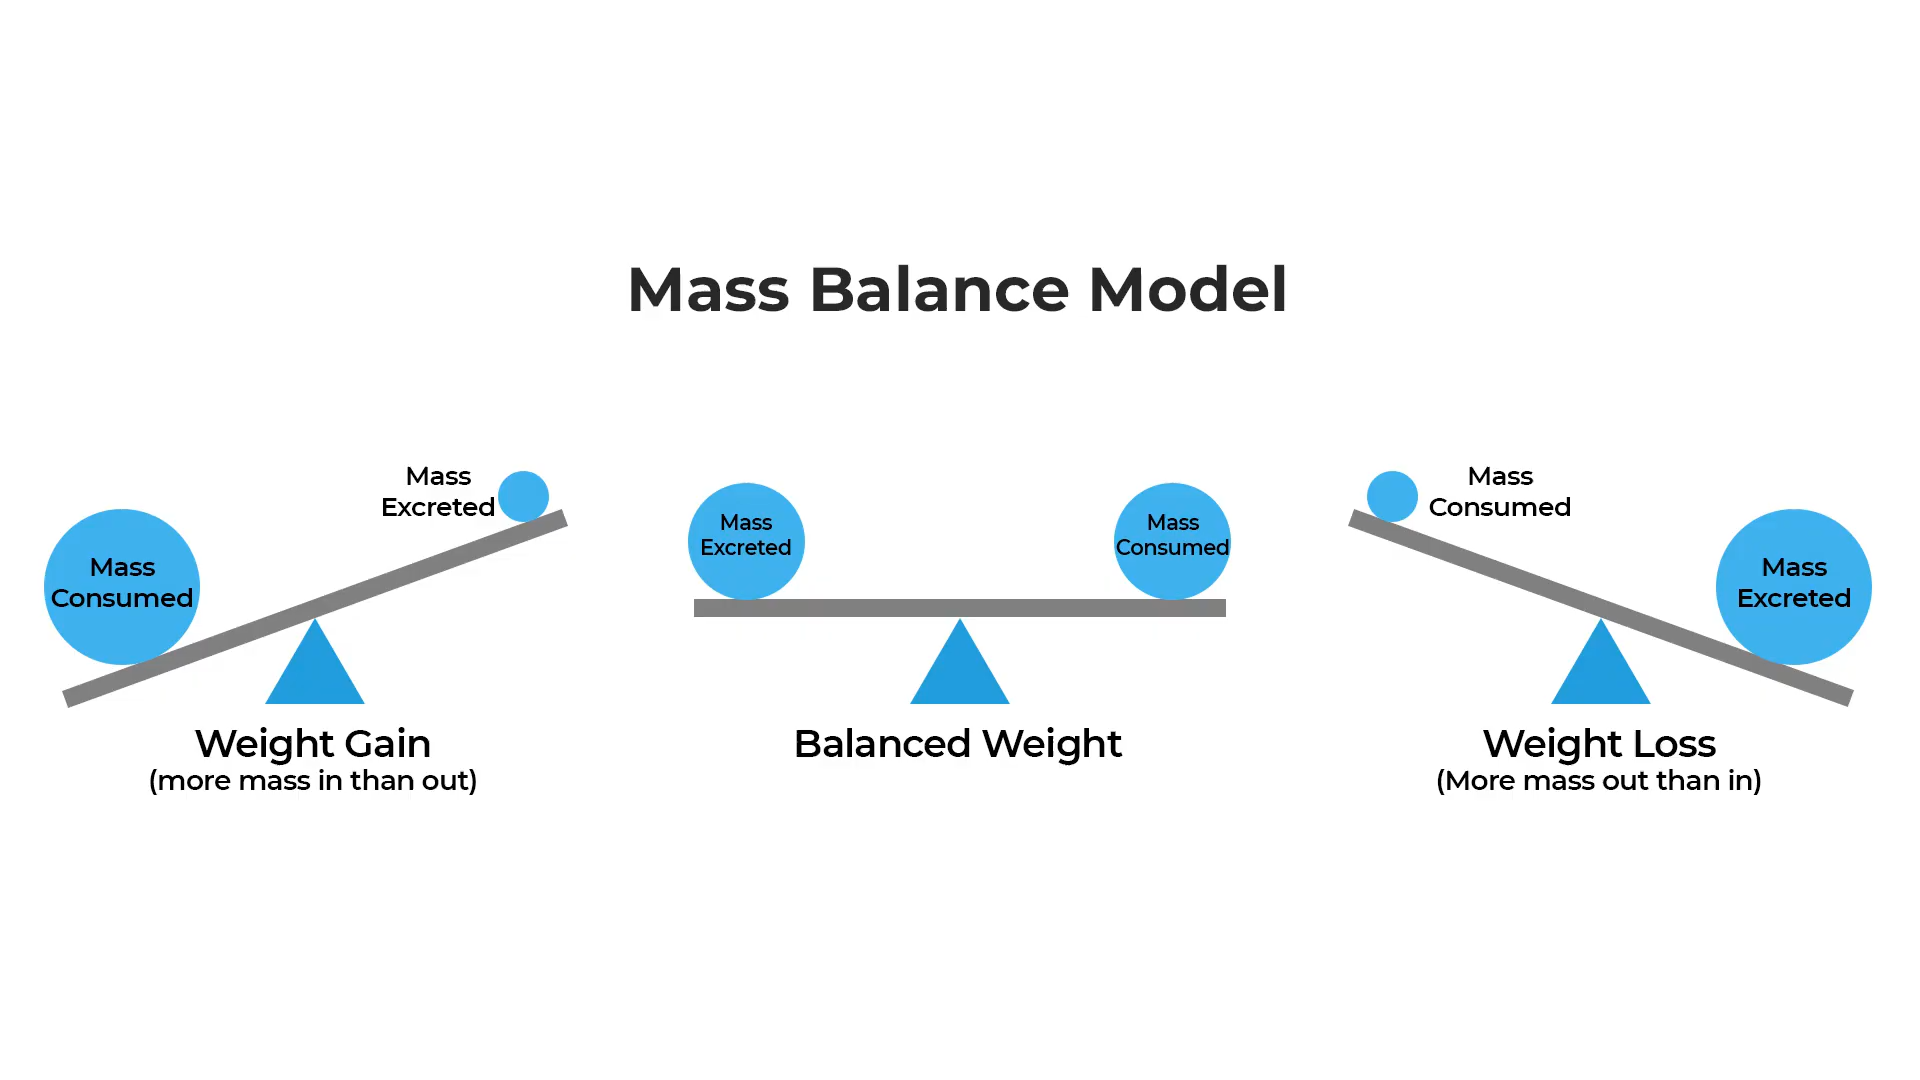 Mass Balance Model
Mass
Excreted
Mass
Consumed
Weight Gain
(more mass in than out)
Mass
Excreted
Mass
Consumed
Balanced Weight
Mass
Consumed
Mass
Excreted
Weight Loss
(More mass out than in)